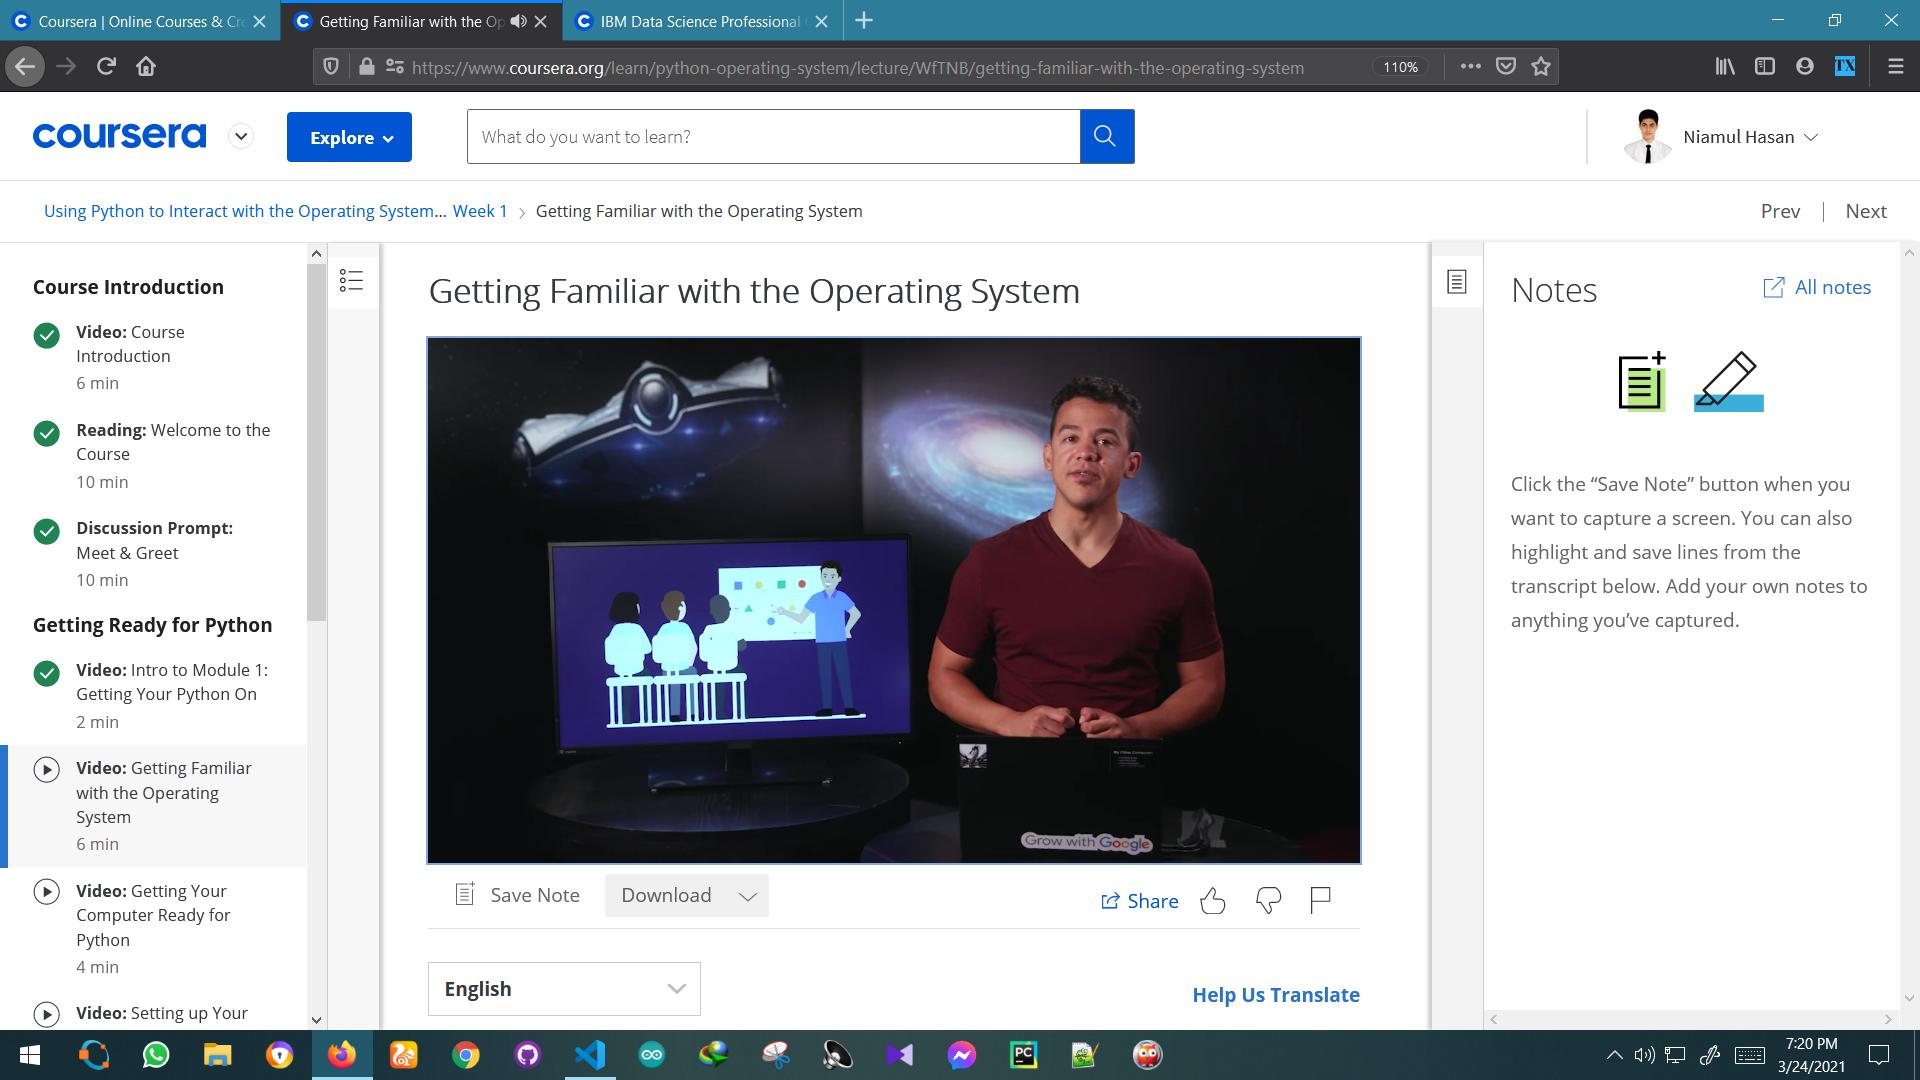 Coursera | Online Courses & Cre
Getting Familiar with the Op
IBM Data Science Professional
https://www.coursera.org/learn/python-operating-system/lecture/WfTNB/getting-familiar-with-the-operating-system
110%
TX
coursera
Explore
What do you want to learn?
Niamul Hasan
Using Python to Interact with the Operating System... Week 1 > Getting Familiar with the Operating System
Prev | Next
Course Introduction
Video: Course
Introduction
6 min
Reading: Welcome to the
Course
10 min
Discussion Prompt:
Meet & Greet
10 min
Getting Ready for Python
Video: Intro to Module 1:
Getting Your Python On
2 min
Video: Getting Familiar
with the Operating
System
6 min
Video: Getting Your
Computer Ready for
Python
4 min
Video: Setting up Your
Getting Familiar with the Operating System
Grow with Google
Save Note
Download
Share
English
Help Us Translate
Notes
All notes
Click the “Save Note” button when you
want to capture a screen. You can also
highlight and save lines from the
transcript below. Add your own notes to
anything you’ve captured.
PC
7:20 PM
3/24/2021